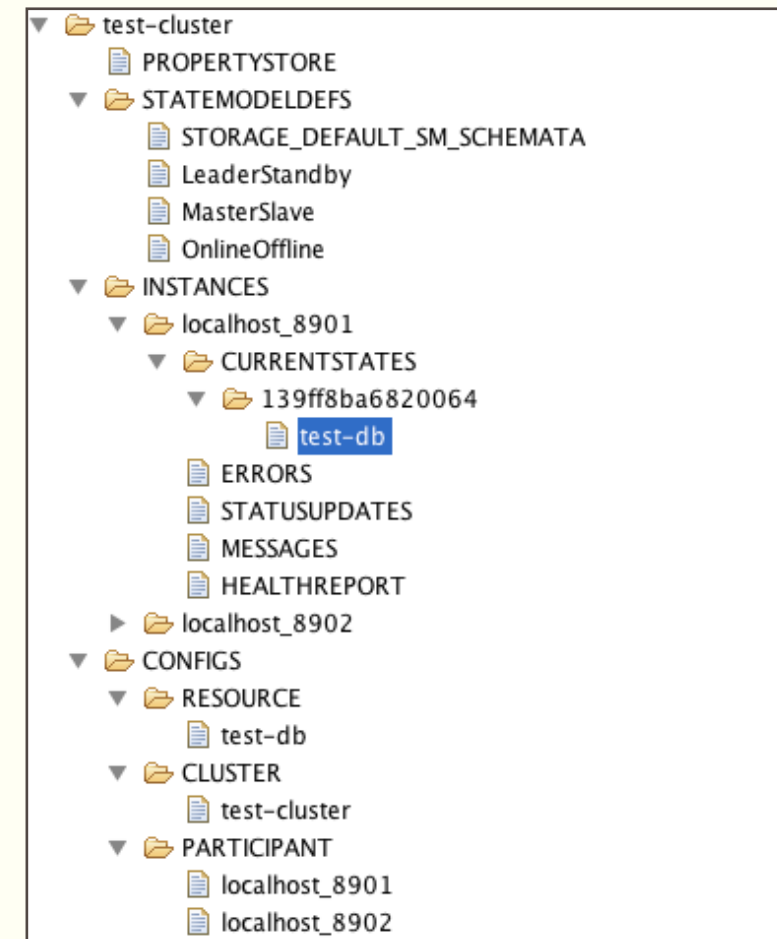 test-cluster
PROPERTYSTORE
STATEMODELDEFS
STORAGE_DEFAULT_SM_SCHEMATA
LeaderStandby
MasterSlave
OnlineOffline
INSTANCES
localhost_8901
CURRENTSTATES
139ff8ba6820064
test-db
ERRORS
STATUSUPDATES
MESSAGES
HEALTHREPORT
localhost_8902
CONFIGS
RESOURCE
test-db
CLUSTER
test-cluster
PARTICIPANT
localhost_8901
localhost_8902